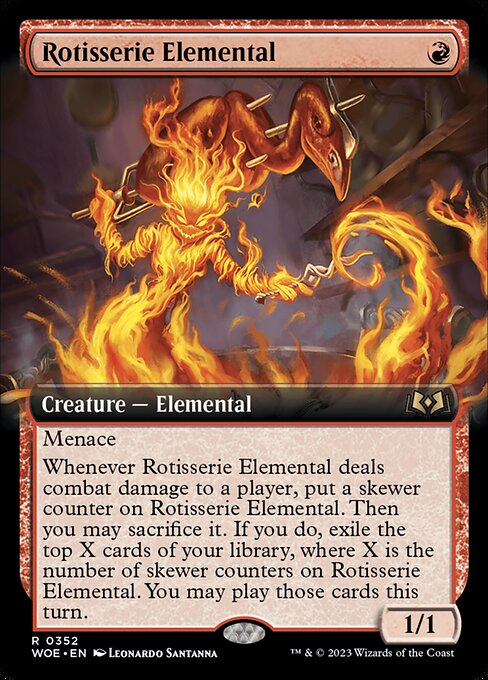 Rotisserie Elemental
Creature — Elemental
Menace
Whenever Rotisserie Elemental deals
combat damage to a player, put a skewer
counter on Rotisserie Elemental. Then
you may sacrifice it. If you do, exile the
top X cards of your library, where X is the
number of skewer counters on Rotisserie
Elemental. You may play those cards this
turn.
1/1
R 0352
WOE • EN Leonardo Santanna
™ & © 2023 Wizards of the Coast